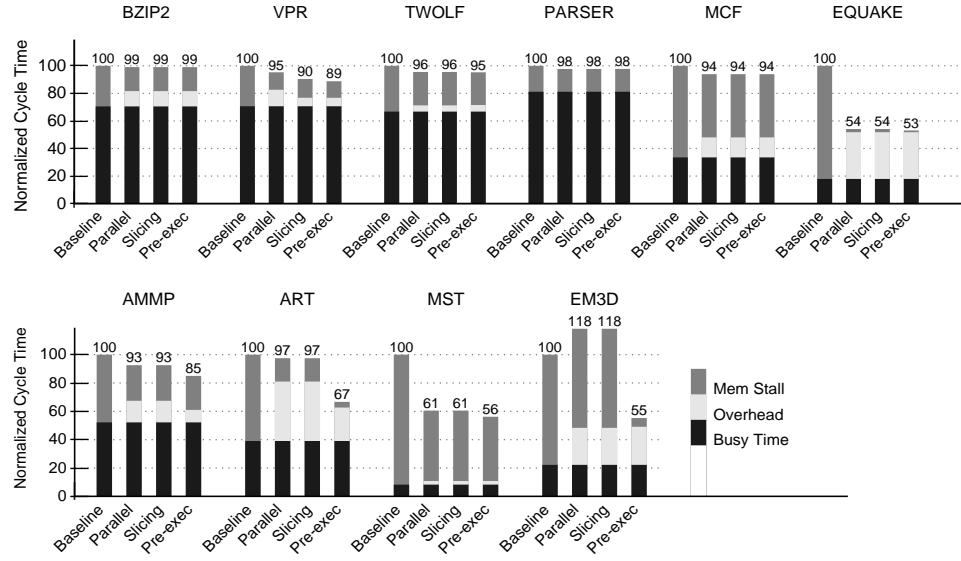 BZIP2 VPR TWOLF PARSER MCF EQUAKE
Normalized Cycle Time
100 80 60 40 20 0
100 99 99 99
100 95 90 89
100 96 96 95
100 98 98 98
100 94 94 94
100 54 54 53
Baseline Parallel Slicing Pre-exec
Baseline Parallel Slicing Pre-exec
Baseline Parallel Slicing Pre-exec
Baseline Parallel Slicing Pre-exec
Baseline Parallel Slicing Pre-exec
Baseline Parallel Slicing Pre-exec
AMMP ART MST EM3D
Normalized Cycle Time
100 80 60 40 20 0
100 93 93 85
100 97 97 67
100 61 61 56
100 118 118 55
Mem Stall
Overhead
Busy Time
Baseline Parallel Slicing Pre-exec
Baseline Parallel Slicing Pre-exec
Baseline Parallel Slicing Pre-exec
Baseline Parallel Slicing Pre-exec